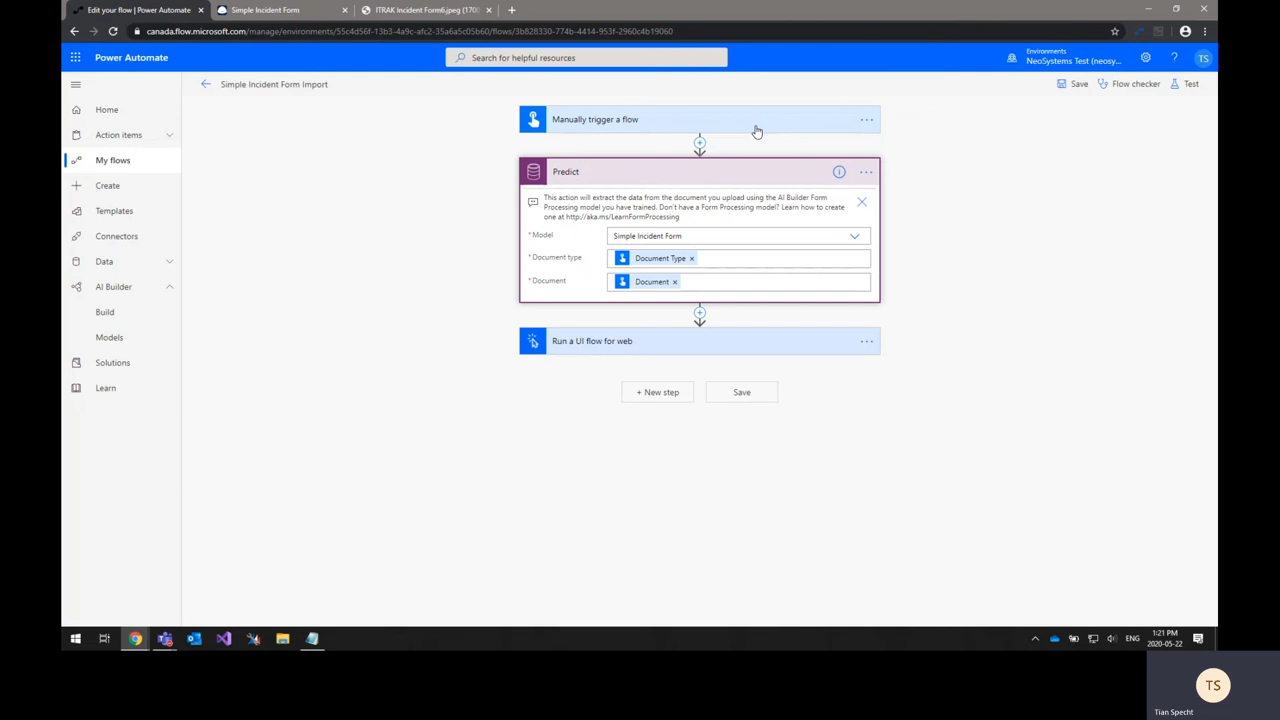 Edit your flow | Power Automate
Simple Incident Form
ITRAK Incident Form6.jpeg (170
canada.flow.microsoft.com/manage/environments/55c4d56f-13b3-4a9c-afc2-35a6a5c05b60/flows/3b828330-774b-4414-953f-2960c4b19060
Power Automate
Search for helpful resources
Environments
NeoSystems Test (neosy...
TS
Simple Incident Form Import
Save
Flow checker
Test
Home
Action items
My flows
Create
Templates
Connectors
Data
AI Builder
Build
Models
Solutions
Learn
Manually trigger a flow
Predict
This action will extract the data from the document you upload using the AI Builder Form
Processing model you have trained. Don't have a Form Processing model? Learn how to create
one at http://aka.ms/LearnFormProcessing
* Model
Simple Incident Form
* Document type
Document Type
* Document
Document
Run a UI flow for web
+ New step
Save
ENG
1:21 PM
2020-05-22
TS
Tian Specht